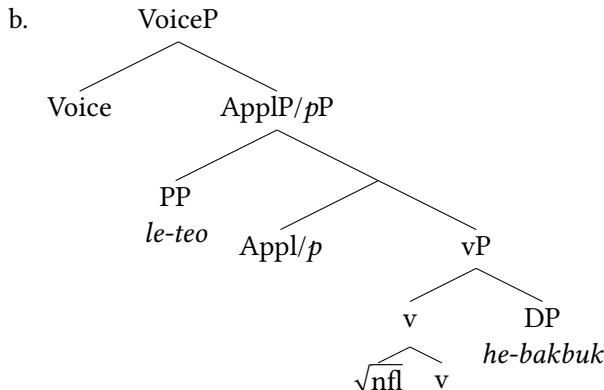 b.
VoiceP
Voice ApplP/pP
PP
le-teo
Appl/p vP
v DP
he-bakbuk
√nfl v